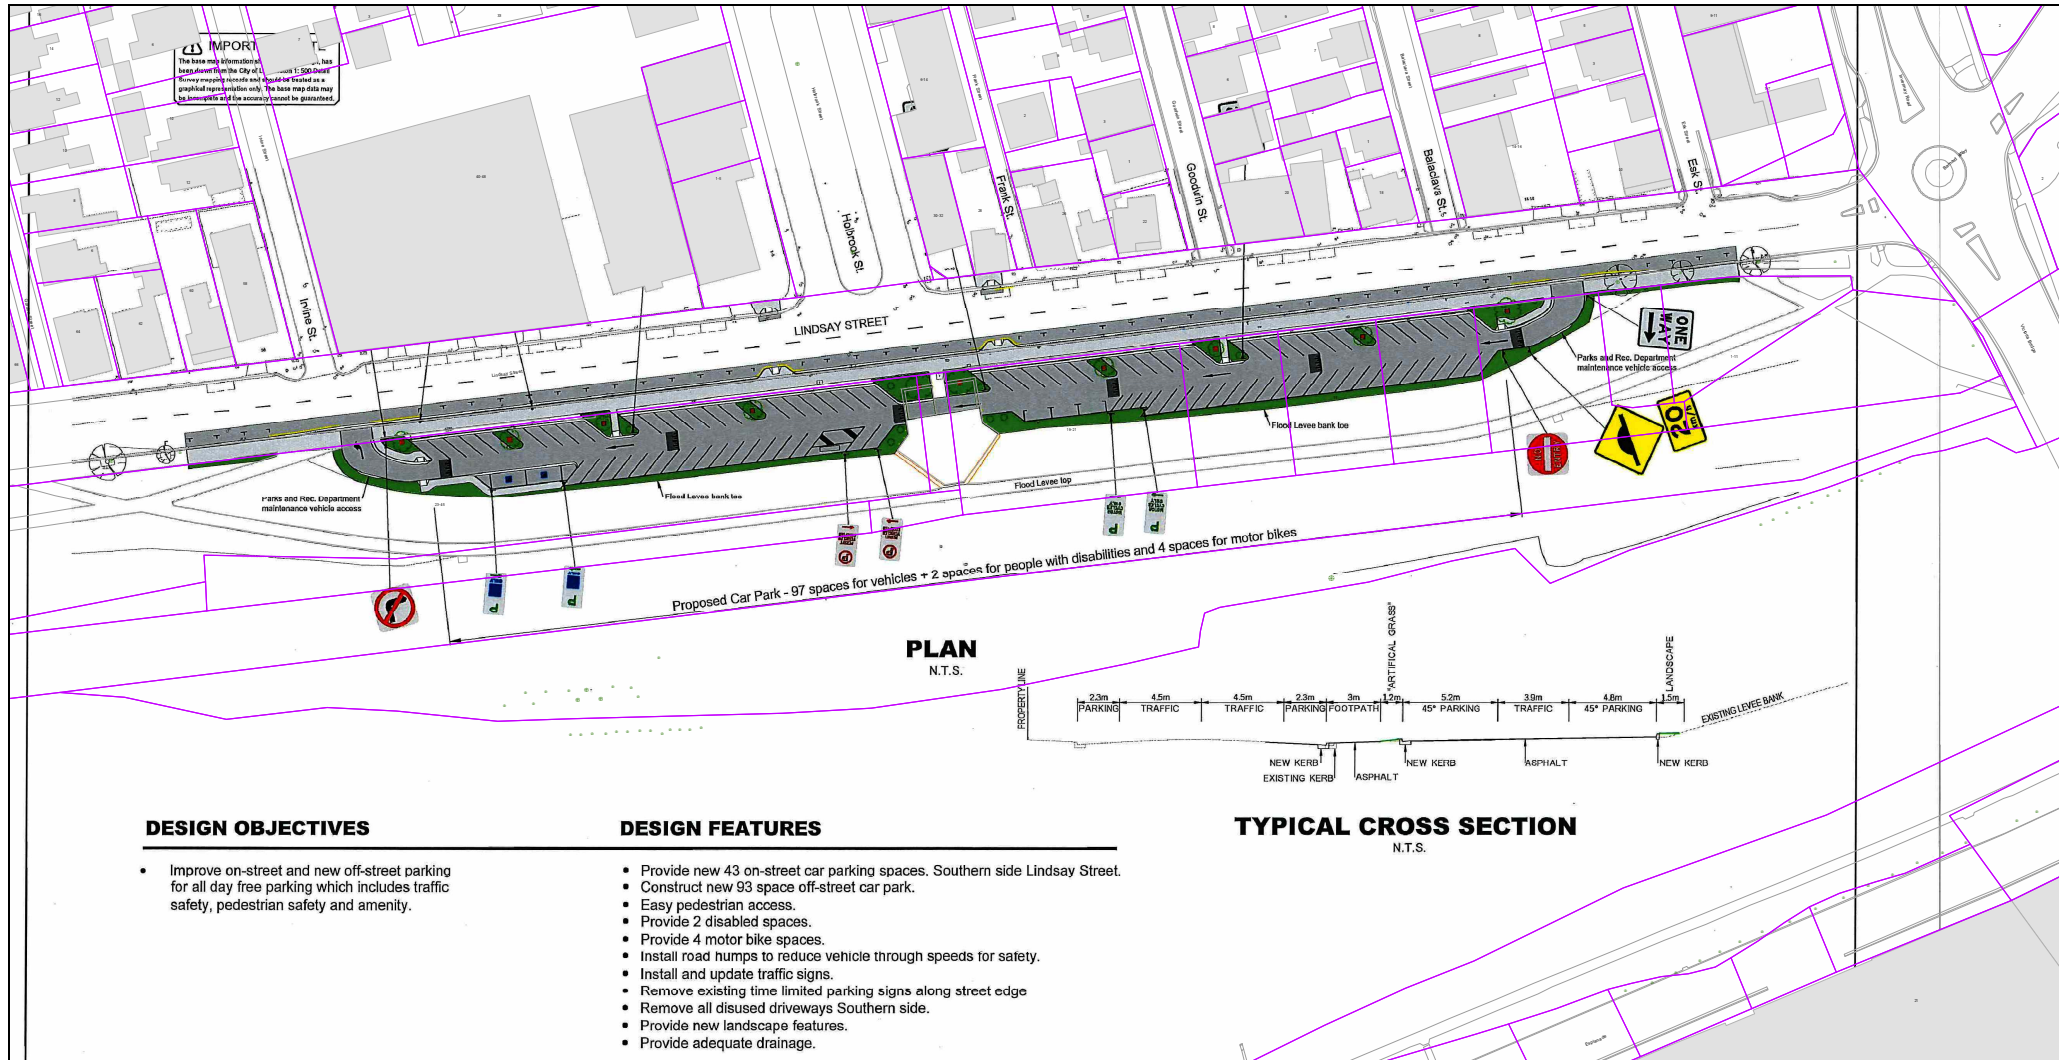 IMPORT
The base map information
been drawn from the City of
Survey mapping records and should be treated as a
graphical representation only. The base map data may
be incomplete and the accuracy cannot be guaranteed.
Irvine St.
Holbrook St.
Frank St.
Goodwin St.
Balaclava St.
Esk St.
LINDSAY STREET
ONE
WAY
Parks and Rec. Department
maintenance vehicle access
20
NO
ENTRY
Flood Levee bank toe
Flood Levee top
Parks and Rec. Department
maintenance vehicle access
Flood Levee bank toe
P
P
P
P
Proposed Car Park - 97 spaces for vehicles + 2 spaces for people with disabilities and 4 spaces for motor bikes
PLAN
N.T.S.
PROPERTY LINE
2.3m
4.5m
4.5m
2.3m
3m
1.2m
5.2m
3.9m
4.8m
1.5m
PARKING
TRAFFIC
TRAFFIC
PARKING
FOOTPATH
"ARTIFICAL GRASS"
45° PARKING
TRAFFIC
45° PARKING
LANDSCAPE
EXISTING LEVEE BANK
NEW KERB
EXISTING KERB
ASPHALT
NEW KERB
ASPHALT
NEW KERB
TYPICAL CROSS SECTION
N.T.S.
DESIGN OBJECTIVES
• Improve on-street and new off-street parking
for all day free parking which includes traffic
safety, pedestrian safety and amenity.
DESIGN FEATURES
• Provide new 43 on-street car parking spaces. Southern side Lindsay Street.
• Construct new 93 space off-street car park.
• Easy pedestrian access.
• Provide 2 disabled spaces.
• Provide 4 motor bike spaces.
• Install road humps to reduce vehicle through speeds for safety.
• Install and update traffic signs.
• Remove existing time limited parking signs along street edge
• Remove all disused driveways Southern side.
• Provide new landscape features.
• Provide adequate drainage.